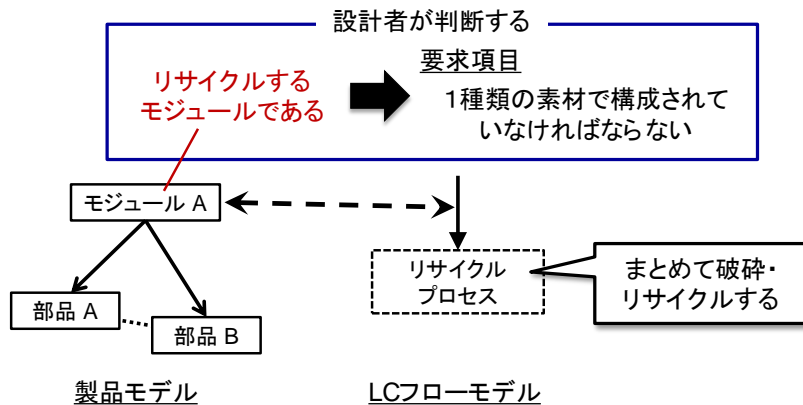 設計者が判断する
リサイクルする
モジュールである
要求項目
1種類の素材で構成されて
いなければならない
モジュール A
リサイクル
プロセス
まとめて破砕・
リサイクルする
部品 A
部品 B
製品モデル
LCフローモデル